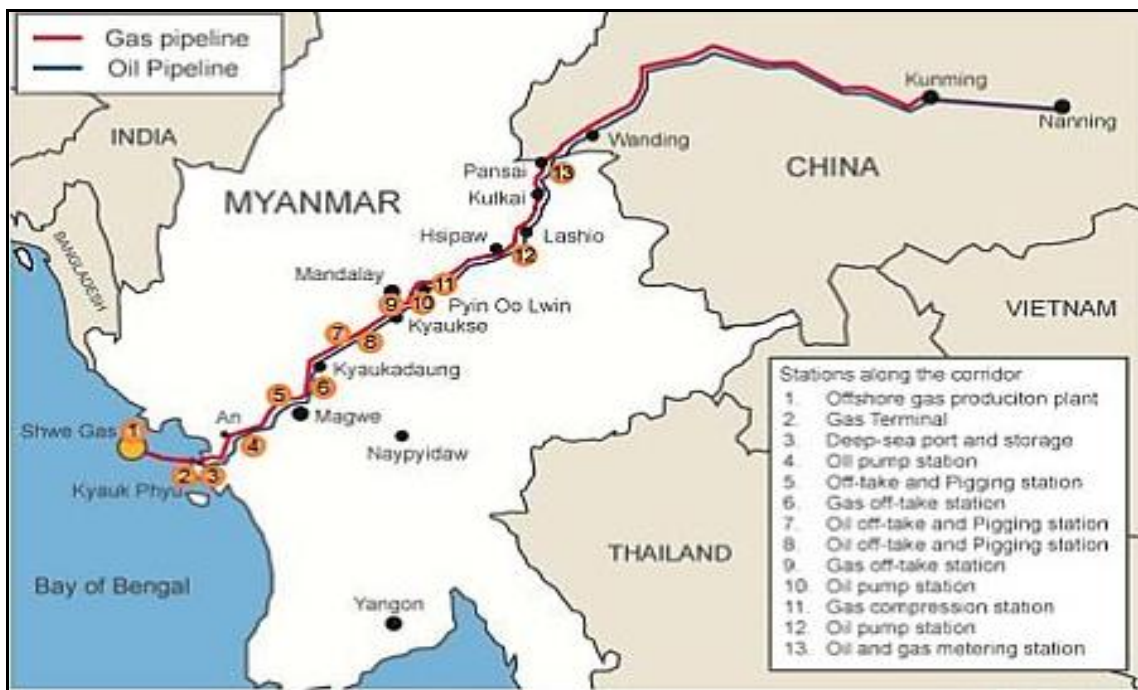 Gas pipeline
Oil Pipeline
INDIA
BANGLADESH
MYANMAR
CHINA
Kunming
Nanning
Wanding
Pansai
13
Kutkai
Hsipaw
Lashio
12
Mandalay
11
9
10
Pyin Oo Lwin
Kyaukse
7
8
Kyaukadaung
5
6
Magwe
An
4
Shwe Gas
1
2
3
Kyauk Phyu
Naypyidaw
Bay of Bengal
Yangon
THAILAND
VIETNAM
Stations along the corridor
1. Offshore gas produciton plant
2. Gas Terminal
3. Deep-sea port and storage
4. Oil pump station
5. Off-take and Pigging station
6. Gas off-take station
7. Oil off-take and Pigging station
8. Oil off-take and Pigging station
9. Gas off-take station
10. Oil pump station
11. Gas compression station
12. Oil pump station
13. Oil and gas metering station